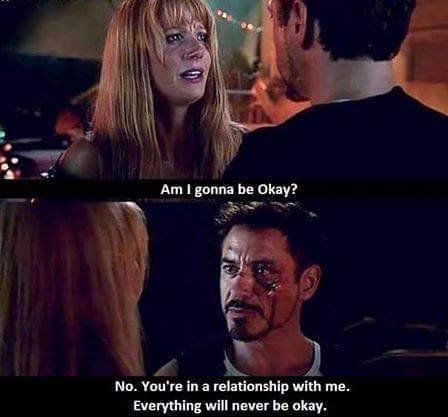 Am I gonna be Okay?
No. You're in a relationship with me.
Everything will never be okay.